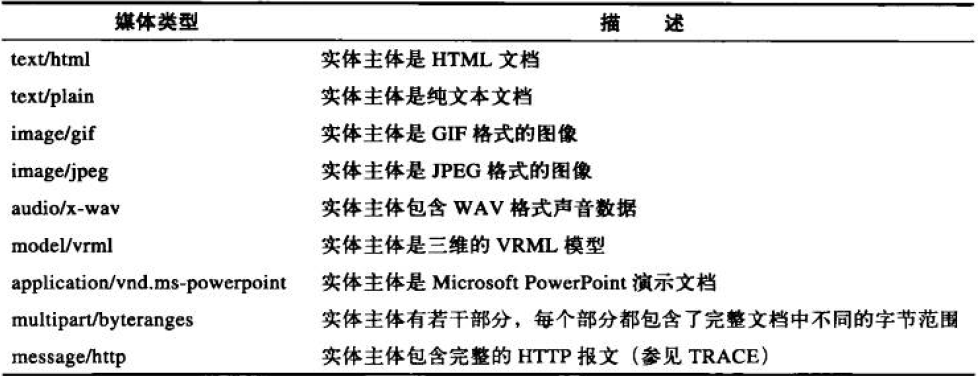 媒体类型 描 述
text/html 实体主体是 HTML 文档
text/plain 实体主体是纯文本文档
image/gif 实体主体是 GIF 格式的图像
image/jpeg 实体主体是 JPEG 格式的图像
audio/x-wav 实体主体包含 WAV 格式声音数据
model/vrml 实体主体是三维的 VRML 模型
application/vnd.ms-powerpoint 实体主体是 Microsoft PowerPoint 演示文档
multipart/byteranges 实体主体有若干部分，每个部分都包含了完整文档中不同的字节范围
message/http 实体主体包含完整的 HTTP 报文（参见 TRACE）